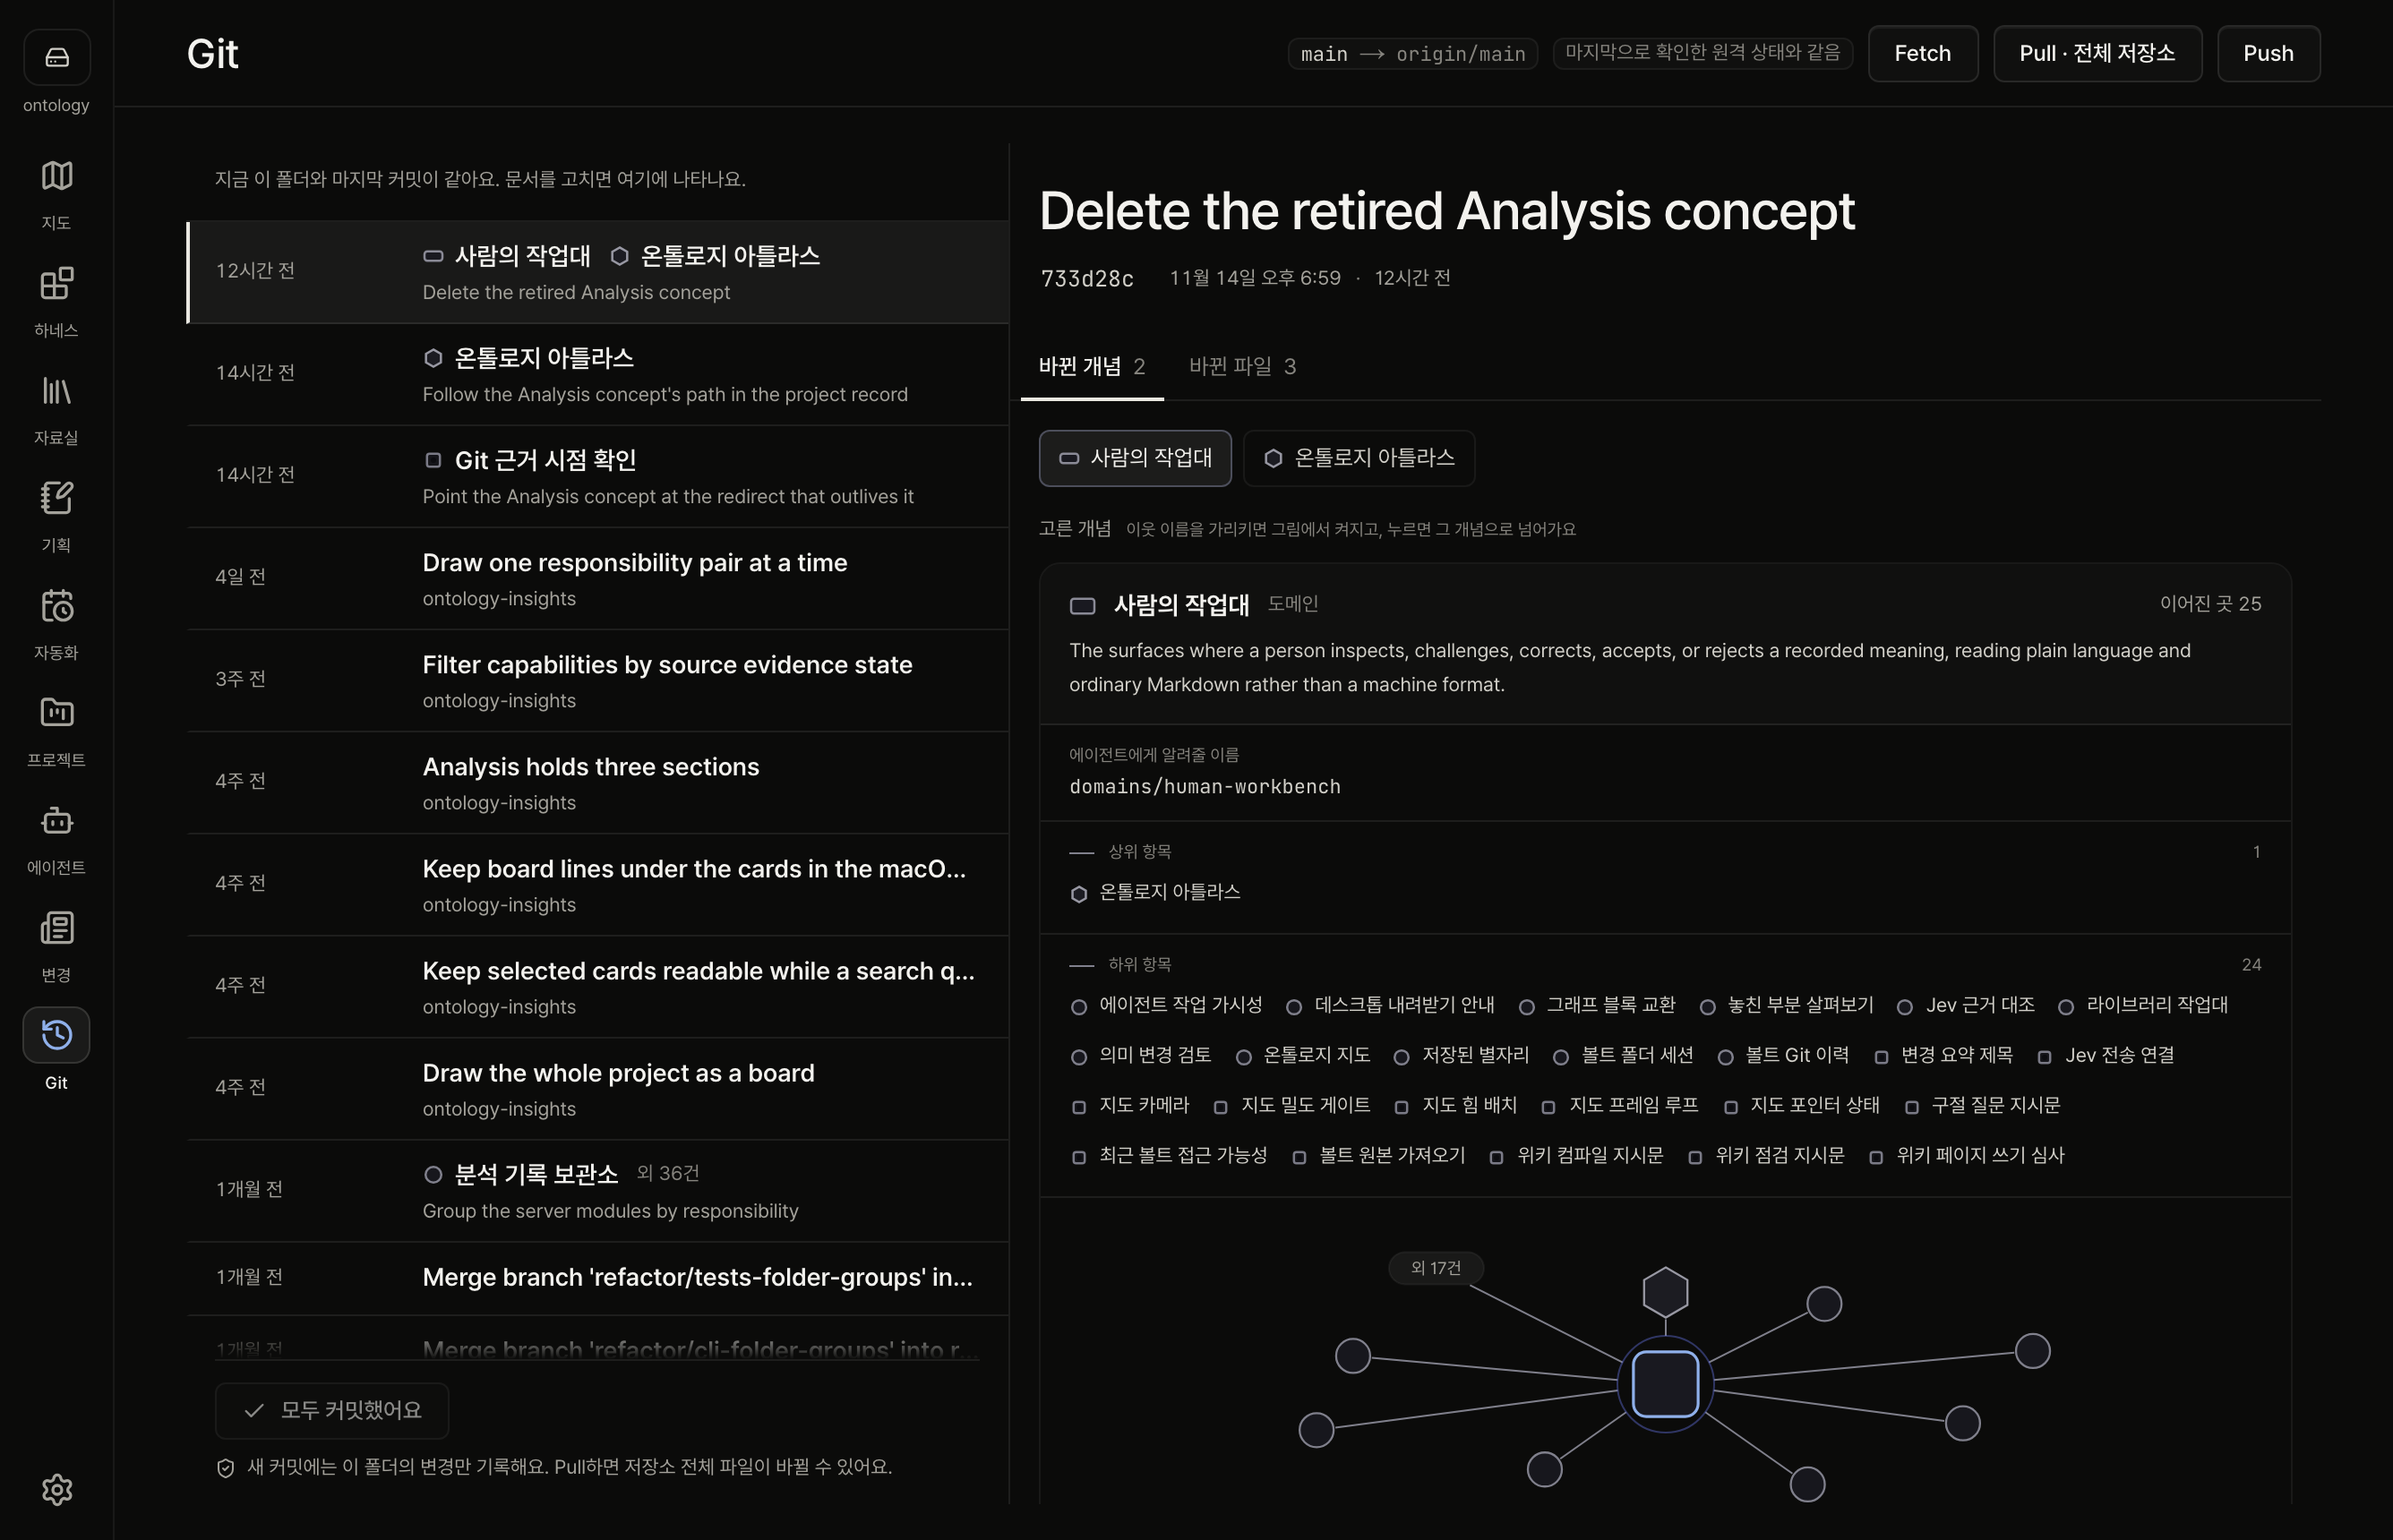 ontology
지도
하네스
자료실
기획
자동화
프로젝트
에이전트
변경
Git
Git
main → origin/main
마지막으로 확인한 원격 상태와 같음
Fetch
Pull · 전체 저장소
Push
지금 이 폴더와 마지막 커밋이 같아요. 문서를 고치면 여기에 나타나요.
12시간 전
사람의 작업대 온톨로지 아틀라스
Delete the retired Analysis concept
14시간 전
온톨로지 아틀라스
Follow the Analysis concept's path in the project record
14시간 전
Git 근거 시점 확인
Point the Analysis concept at the redirect that outlives it
4일 전
Draw one responsibility pair at a time
ontology-insights
3주 전
Filter capabilities by source evidence state
ontology-insights
4주 전
Analysis holds three sections
ontology-insights
4주 전
Keep board lines under the cards in the macO...
ontology-insights
4주 전
Keep selected cards readable while a search q...
ontology-insights
4주 전
Draw the whole project as a board
ontology-insights
1개월 전
분석 기록 보관소 외 36건
Group the server modules by responsibility
1개월 전
Merge branch 'refactor/tests-folder-groups' in...
1개월 전
Merge branch 'refactor/cli-folder-groups' into r...
모두 커밋했어요
새 커밋에는 이 폴더의 변경만 기록해요. Pull하면 저장소 전체 파일이 바뀔 수 있어요.
Delete the retired Analysis concept
733d28c 11월 14일 오후 6:59 · 12시간 전
바뀐 개념 2 바뀐 파일 3
사람의 작업대 온톨로지 아틀라스
고른 개념 이웃 이름을 가리키면 그림에서 켜지고, 누르면 그 개념으로 넘어가요
사람의 작업대 도메인 이어진 곳 25
The surfaces where a person inspects, challenges, corrects, accepts, or rejects a recorded meaning, reading plain language and
ordinary Markdown rather than a machine format.
에이전트에게 알려줄 이름
domains/human-workbench
상위 항목 1
온톨로지 아틀라스
하위 항목 24
에이전트 작업 가시성 데스크톱 내려받기 안내 그래프 블록 교환 놓친 부분 살펴보기 Jev 근거 대조 라이브러리 작업대
의미 변경 검토 온톨로지 지도 저장된 별자리 볼트 폴더 세션 볼트 Git 이력 변경 요약 제목 Jev 전송 연결
지도 카메라 지도 밀도 게이트 지도 힘 배치 지도 프레임 루프 지도 포인터 상태 구절 질문 지시문
최근 볼트 접근 가능성 볼트 원본 가져오기 위키 컴파일 지시문 위키 점검 지시문 위키 페이지 쓰기 심사
외 17건